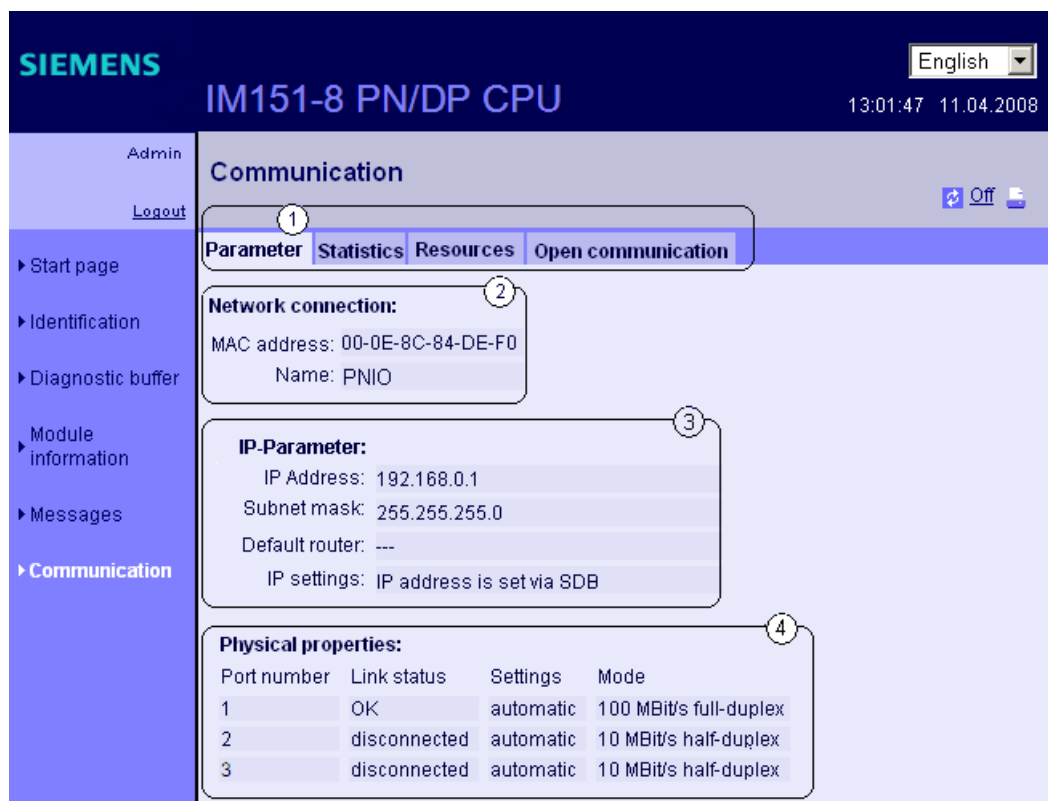 SIEMENS
IM151-8 PN/DP CPU
English
13:01:47 11.04.2008
Admin
Logout
Communication
Off
1
Parameter Statistics Resources Open communication
Start page
Identification
Diagnostic buffer
Module
information
Messages
Communication
2
Network connection:
MAC address: 00-0E-8C-84-DE-F0
Name: PNIO
3
IP-Parameter:
IP Address: 192.168.0.1
Subnet mask: 255.255.255.0
Default router: ---
IP settings: IP address is set via SDB
4
Physical properties:
Port number Link status Settings Mode
1 OK automatic 100 MBit/s full-duplex
2 disconnected automatic 10 MBit/s half-duplex
3 disconnected automatic 10 MBit/s half-duplex